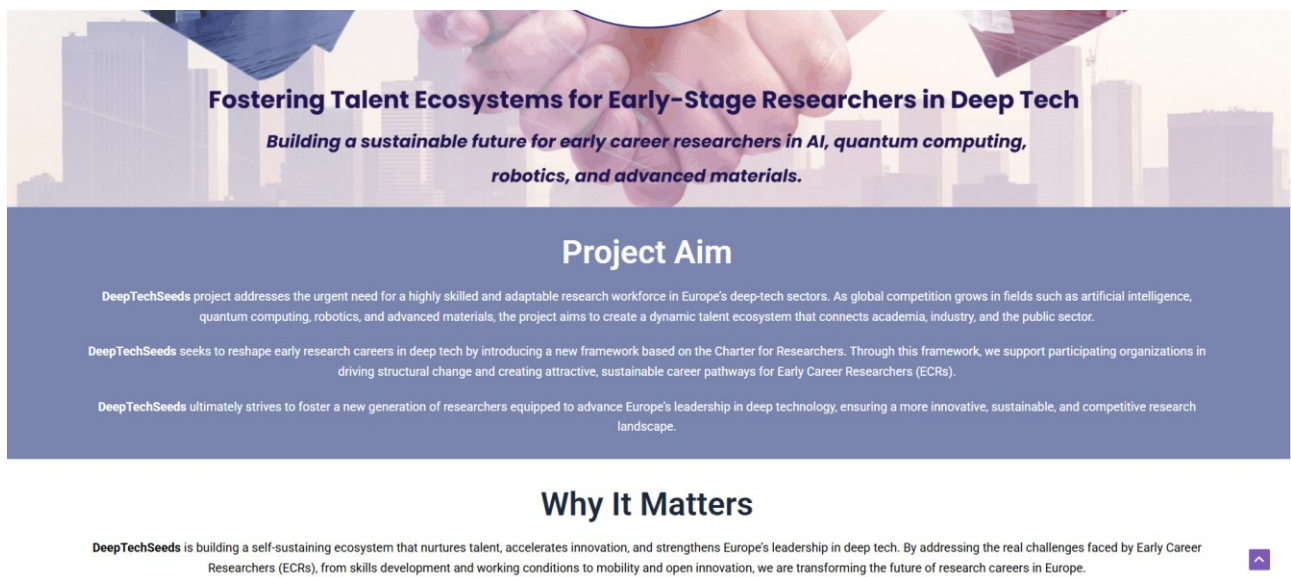 Fostering Talent Ecosystems for Early-Stage Researchers in Deep Tech
Building a sustainable future for early career researchers in AI, quantum computing,
robotics, and advanced materials.
Project Aim
DeepTechSeeds project addresses the urgent need for a highly skilled and adaptable research workforce in Europe's deep-tech sectors. As global competition grows in fields such as artificial intelligence,
quantum computing, robotics, and advanced materials, the project aims to create a dynamic talent ecosystem that connects academia, industry, and the public sector.
DeepTechSeeds seeks to reshape early research careers in deep tech by introducing a new framework based on the Charter for Researchers. Through this framework, we support participating organizations in
driving structural change and creating attractive, sustainable career pathways for Early Career Researchers (ECRs).
DeepTechSeeds ultimately strives to foster a new generation of researchers equipped to advance Europe's leadership in deep technology, ensuring a more innovative, sustainable, and competitive research
landscape.
Why It Matters
DeepTechSeeds is building a self-sustaining ecosystem that nurtures talent, accelerates innovation, and strengthens Europe's leadership in deep tech. By addressing the real challenges faced by Early Career
Researchers (ECRs), from skills development and working conditions to mobility and open innovation, we are transforming the future of research careers in Europe.